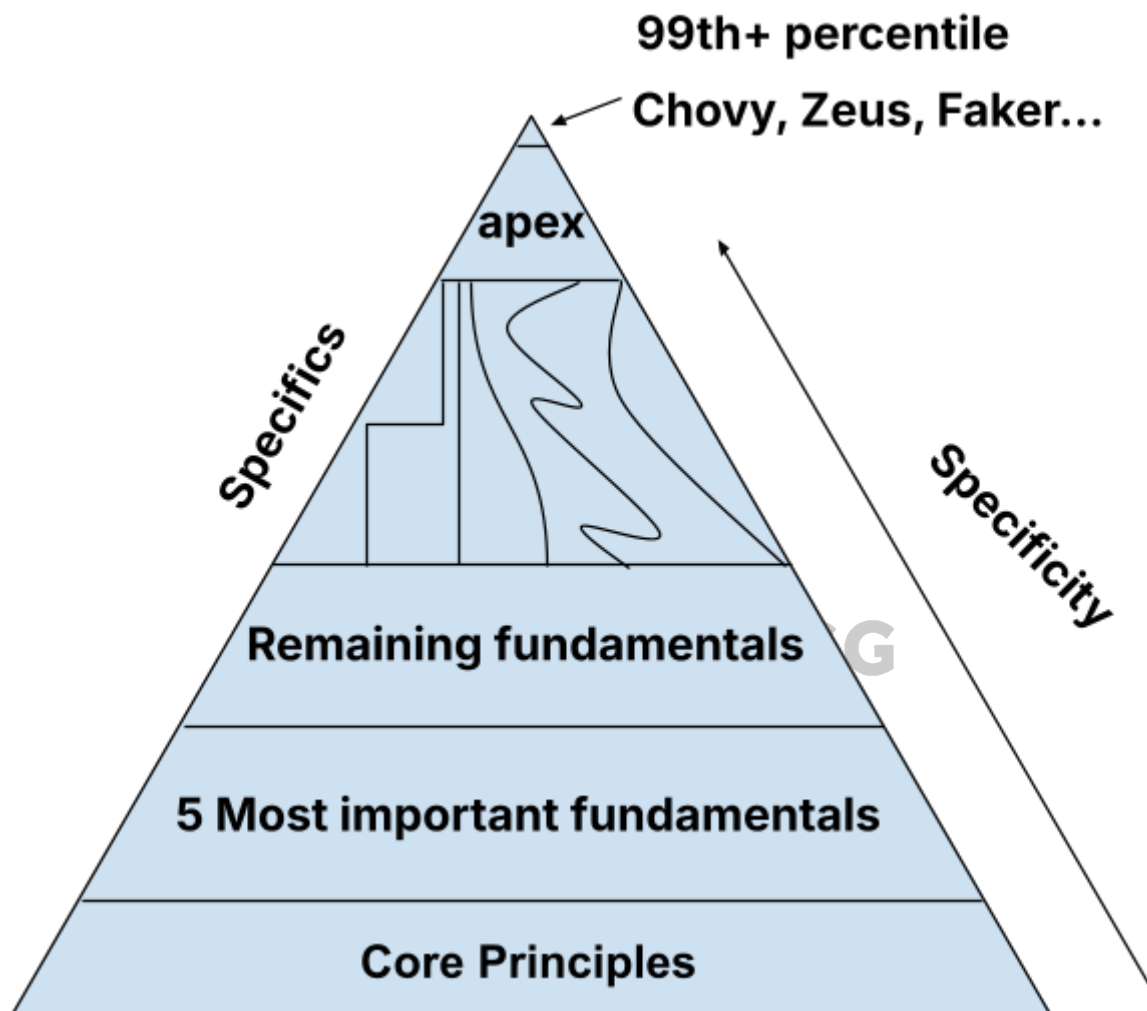 99th+ percentile
Chovy, Zeus, Faker...
apex
Specifics
Specificity
Remaining fundamentals
5 Most important fundamentals
Core Principles